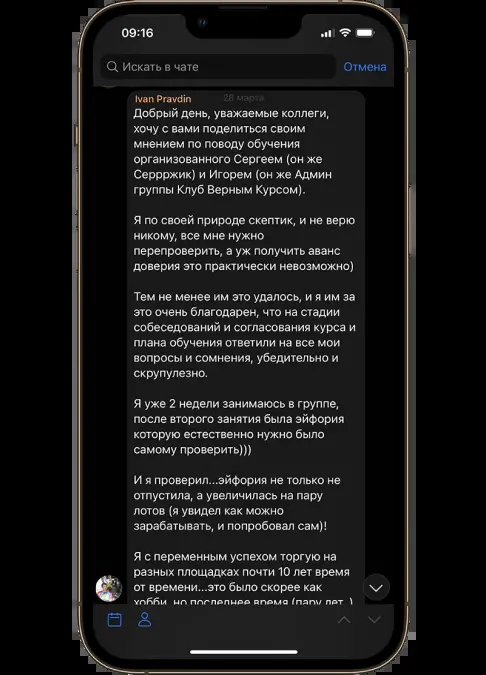 09:16
Искать в чате
Отмена
28 марта
Ivan Pravdin
Добрый день, уважаемые коллеги,
хочу с вами поделиться своим
мнением по поводу обучения
организованного Сергеем (он же
Серрржик) и Игорем (он же Админ
группы Клуб Верным Курсом).
Я по своей природе скептик, и не верю
никому, все мне нужно
перепроверить, а уж получить аванс
доверия это практически невозможно)
Тем не менее им это удалось, и я им за
это очень благодарен, что на стадии
собеседований и согласования курса и
плана обучения ответили на все мои
вопросы и сомнения, убедительно и
скрупулезно.
Я уже 2 недели занимаюсь в группе,
после второго занятия была эйфория
которую естественно нужно было
самому проверить)))
И я проверил...эйфория не только не
отпустила, а увеличилась на пару
лотов (я увидел как можно
зарабатывать, и попробовал сам)!
Я с переменным успехом торгую на
разных площадках почти 10 лет время
от времени...это было скорее как
хобби, но последнее время (пару лет )